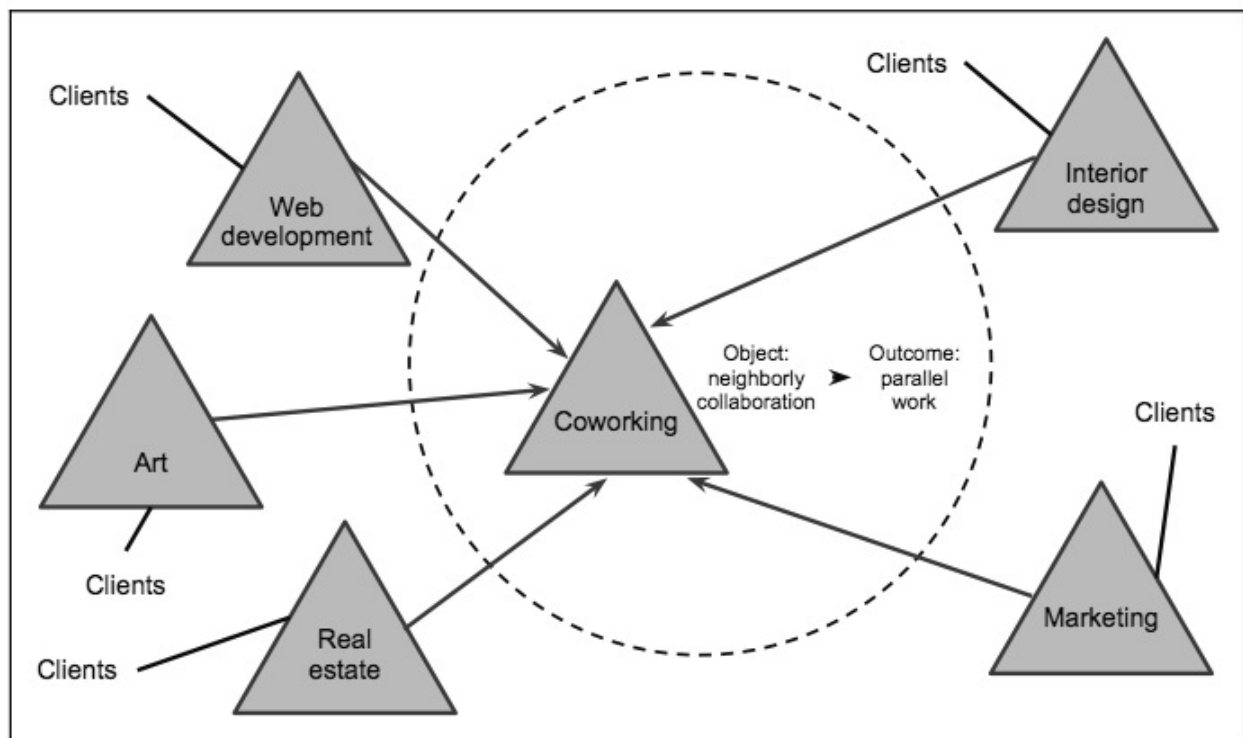 Clients
Web
development
Clients
Interior
design
Art
Clients
Coworking
Object:
neighborly
collaboration
Outcome:
parallel
work
Clients
Real
estate
Clients
Marketing